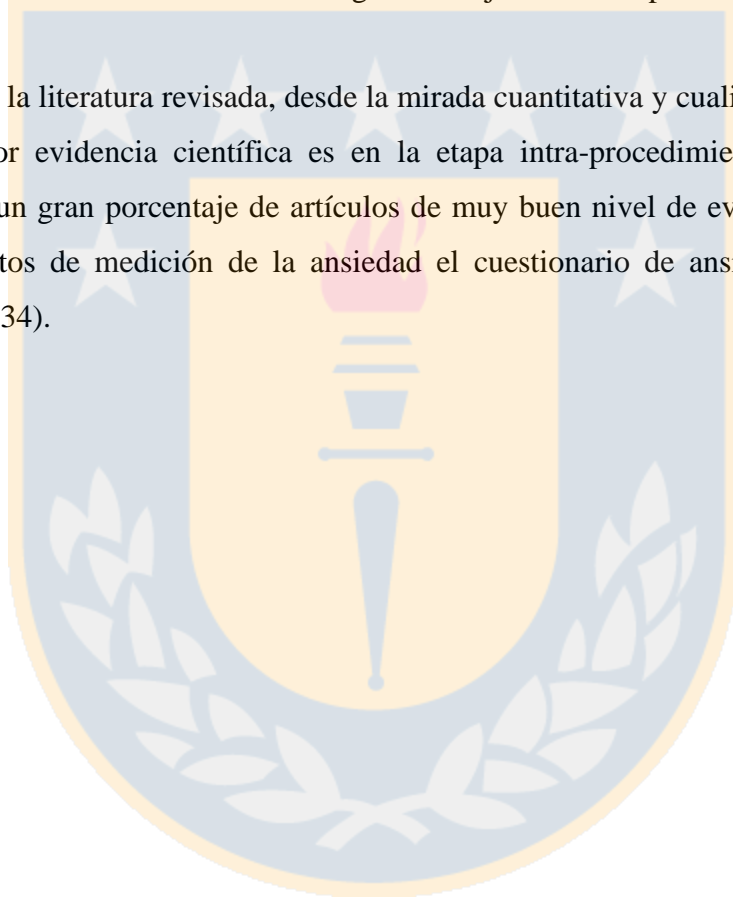 la literatura revisada, desde la mirada cuantitativa y cuali
or evidencia científica es en la etapa intra-procedimie
un gran porcentaje de artículos de muy buen nivel de ev
tos de medición de la ansiedad el cuestionario de ans
34).